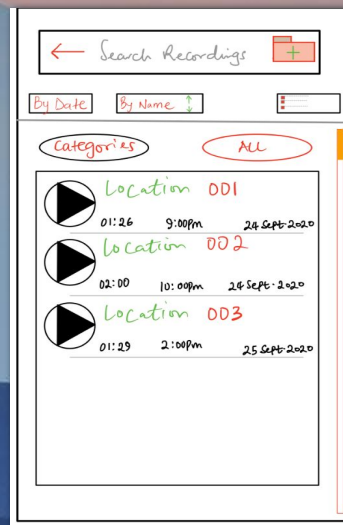 Search Recordings
By Date By Name
Categories ALL
Location 001
01:26 9:00pm 24 Sept-2020
Location 002
02:00 10:00pm 24 Sept-2020
Location 003
01:29 2:00pm 25 Sept-2020